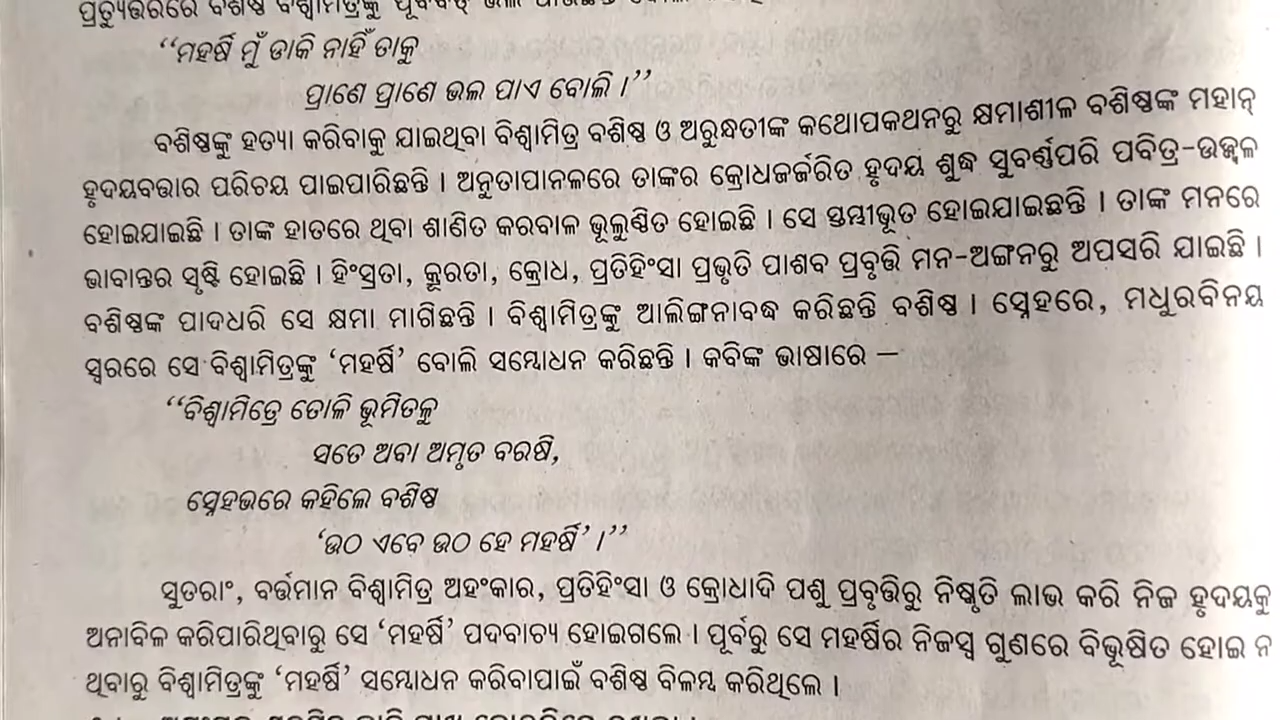 ପ୍ରତ୍ୟୁତ୍ତରରେ ବଶିଷ୍ଠ ବିଶ୍ୱାମିତ୍ରଙ୍କୁ ପୂର୍ବବତ୍
“ମହର୍ଷି ମୁଁ ଡାକି ନାହିଁ ତାକୁ
ପ୍ରାଣେ ପ୍ରାଣେ ଭଲ ପାଏ ବୋଲି ।”
ବଶିଷ୍ଠଙ୍କୁ ହତ୍ୟା କରିବାକୁ ଯାଇଥିବା ବିଶ୍ୱାମିତ୍ର ବଶିଷ୍ଠ ଓ ଅରୁନ୍ଧତୀଙ୍କ କଥୋପକଥନରୁ କ୍ଷମାଶୀଳ ବଶିଷ୍ଠଙ୍କ ମହାନ୍
ହୃଦୟବତ୍ତାର ପରିଚୟ ପାଇପାରିଛନ୍ତି । ଅନୁତାପାନଳରେ ତାଙ୍କର କ୍ରୋଧଜର୍ଜରିତ ହୃଦୟ ଶୁଦ୍ଧ ସୁବର୍ଣ୍ଣପରି ପବିତ୍ର-ଉଜ୍ଜ୍ୱଳ
ହୋଇଯାଇଛି । ତାଙ୍କ ହାତରେ ଥିବା ଶାଣିତ କରବାଳ ଭୂଲୁଣ୍ଠିତ ହୋଇଛି । ସେ ସ୍ତମ୍ଭୀଭୂତ ହୋଇଯାଇଛନ୍ତି । ତାଙ୍କ ମନରେ
ଭାବାନ୍ତର ସୃଷ୍ଟି ହୋଇଛି । ହିଂସ୍ରତା, କ୍ରୂରତା, କ୍ରୋଧ, ପ୍ରତିହିଂସା ପ୍ରଭୃତି ପାଶବ ପ୍ରବୃତ୍ତି ମନ-ଅଙ୍ଗନରୁ ଅପସରି ଯାଇଛି ।
ବଶିଷ୍ଠଙ୍କ ପାଦଧରି ସେ କ୍ଷମା ମାଗିଛନ୍ତି । ବିଶ୍ୱାମିତ୍ରଙ୍କୁ ଆଲିଙ୍ଗନାବଦ୍ଧ କରିଛନ୍ତି ବଶିଷ୍ଠ । ସ୍ନେହରେ, ମଧୁରବିନୟ
ସ୍ୱରରେ ସେ ବିଶ୍ୱାମିତ୍ରଙ୍କୁ ‘ମହର୍ଷି’ ବୋଲି ସମ୍ବୋଧନ କରିଛନ୍ତି । କବିଙ୍କ ଭାଷାରେ —
“ବିଶ୍ୱାମିତ୍ରେ ତୋଳି ଭୂମିତଳୁ
ସତେ ଅବା ଅମୃତ ବରଷି,
ସ୍ନେହଭରେ କହିଲେ ବଶିଷ୍ଠ
‘ଉଠ ଏବେ ଉଠ ହେ ମହର୍ଷି’ ।”
ସୁତରାଂ, ବର୍ତ୍ତମାନ ବିଶ୍ୱାମିତ୍ର ଅହଂକାର, ପ୍ରତିହିଂସା ଓ କ୍ରୋଧାଦି ପଶୁ ପ୍ରବୃତ୍ତିରୁ ନିଷ୍କୃତି ଲାଭ କରି ନିଜ ହୃଦୟକୁ
ଅନାବିଳ କରିପାରିଥିବାରୁ ସେ ‘ମହର୍ଷି’ ପଦବାଚ୍ୟ ହୋଇଗଲେ । ପୂର୍ବରୁ ସେ ମହର୍ଷିର ନିଜସ୍ୱ ଗୁଣରେ ବିଭୂଷିତ ହୋଇ ନ
ଥିବାରୁ ବିଶ୍ୱାମିତ୍ରଙ୍କୁ ‘ମହର୍ଷି’ ସମ୍ବୋଧନ କରିବାପାଇଁ ବଶିଷ୍ଠ ବିଳମ୍ବ କରିଥିଲେ ।